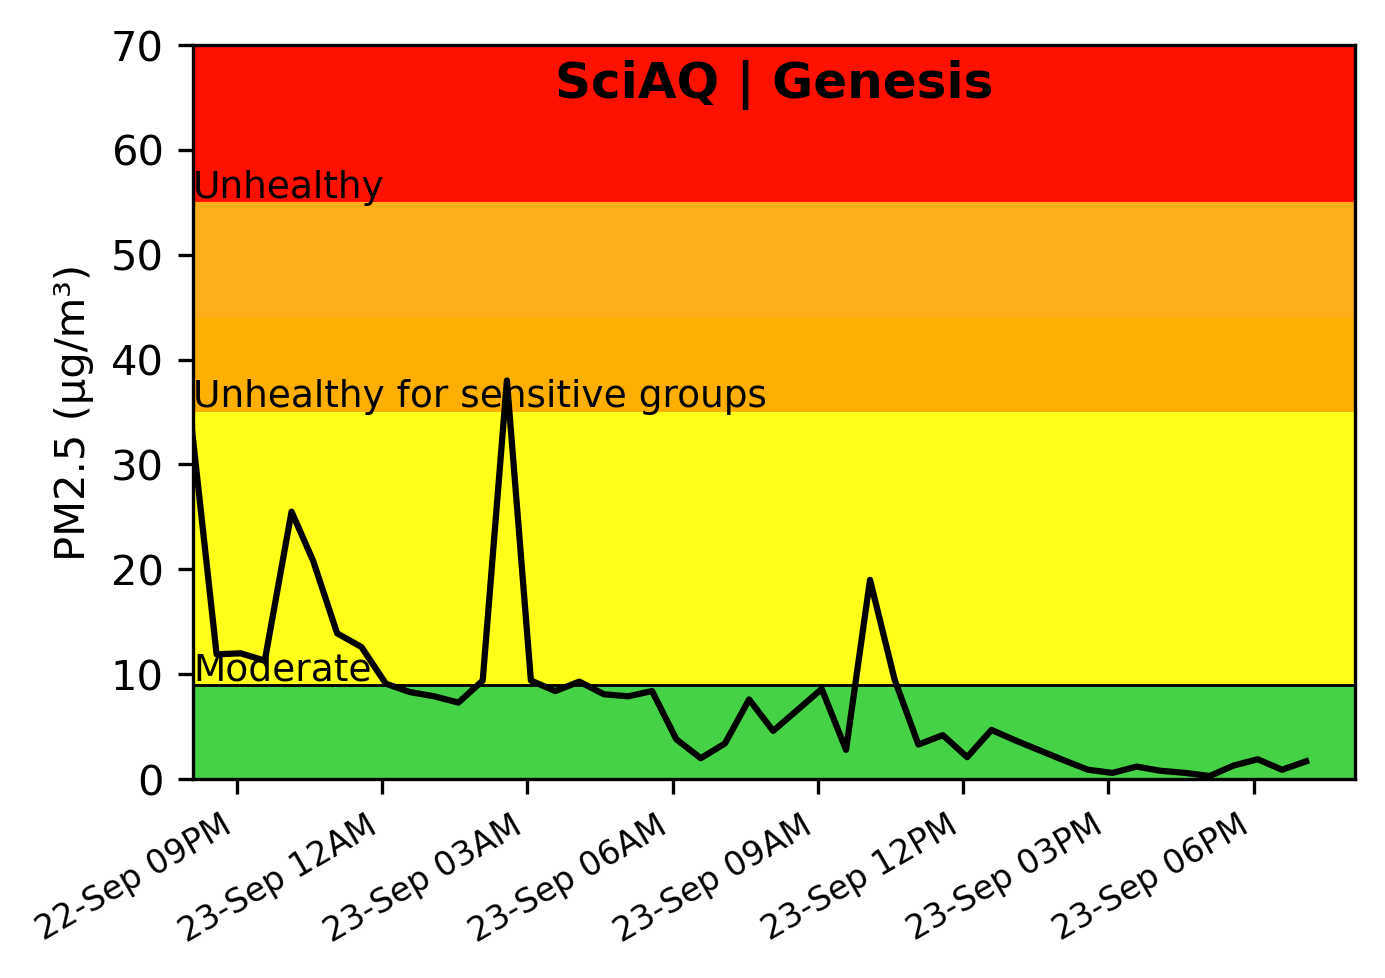 SciAQ | Genesis
70
60
50
40
30
20
10
0
PM2.5 (µg/m³)
Unhealthy
Unhealthy for sensitive groups
Moderate
22-Sep 09PM
23-Sep 12AM
23-Sep 03AM
23-Sep 06AM
23-Sep 09AM
23-Sep 12PM
23-Sep 03PM
23-Sep 06PM